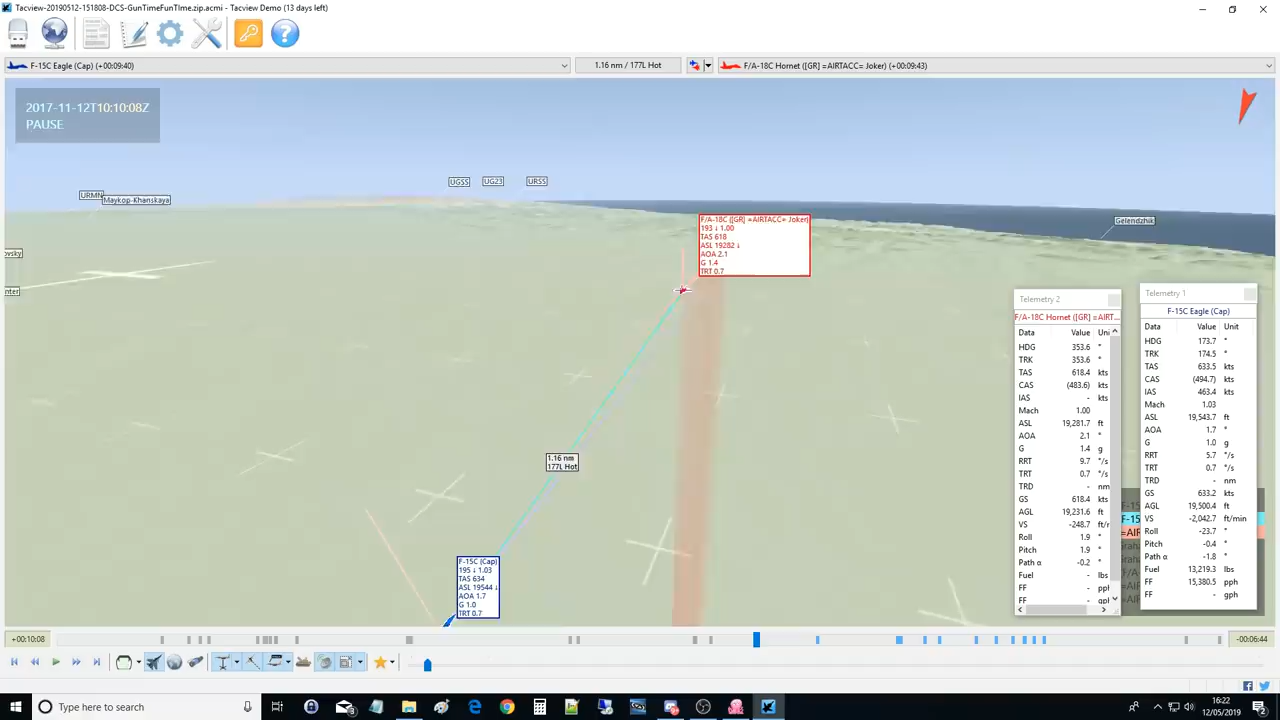 Tacview-20190512-151808-DCS-GunTimeFunTIme.zip.acmi - Tacview Demo (13 days left)
F-15C Eagle (Cap) (+00:09:40)
1.16 nm / 177L Hot
F/A-18C Hornet ([GR] =AIRTACC= Joker) (+00:09:43)
2017-11-12T10:10:08Z
PAUSE
URMN
Maykop-Khanskaya
UGSS
UG23
URSS
Gelendzhik
ovsky
nter
F/A-18C ([GR] =AIRTACC= Joker)
193 ↓ 1.00
TAS 618
ASL 19282 ↓
AOA 2.1
G 1.4
TRT 0.7
1.16 nm
177L Hot
F-15C (Cap)
195 ↓ 1.03
TAS 634
ASL 19544 ↓
AOA 1.7
G 1.0
TRT 0.7
Telemetry 2
F/A-18C Hornet ([GR] =AIRT...
Data Value Uni
HDG 353.6 °
TRK 353.6 °
TAS 618.4 kts
CAS (483.6) kts
IAS - kts
Mach 1.00
ASL 19,281.7 ft
AOA 2.1 °
G 1.4 g
RRT 9.7 °/s
TRT 0.7 °/s
TRD - nm
GS 618.4 kts
AGL 19,231.6 ft
VS -248.7 ft/r
Roll 1.9 °
Pitch 1.9 °
Path α -0.2 °
Fuel - lbs
FF - pph
FF - gph
Telemetry 1
F-15C Eagle (Cap)
Data Value Unit
HDG 173.7 °
TRK 174.5 °
TAS 633.5 kts
CAS (494.7) kts
IAS 463.4 kts
Mach 1.03
ASL 19,543.7 ft
AOA 1.7 °
G 1.0 g
RRT 5.7 °/s
TRT 0.7 °/s
TRD - nm
GS 633.2 kts
AGL 19,500.4 ft
VS -2,042.7 ft/min
Roll -23.7 °
Pitch -0.4 °
Path α -1.8 °
Fuel 13,219.3 lbs
FF 15,380.5 pph
FF - gph
+00:10:08
-00:06:44
Type here to search
16:22
12/05/2019